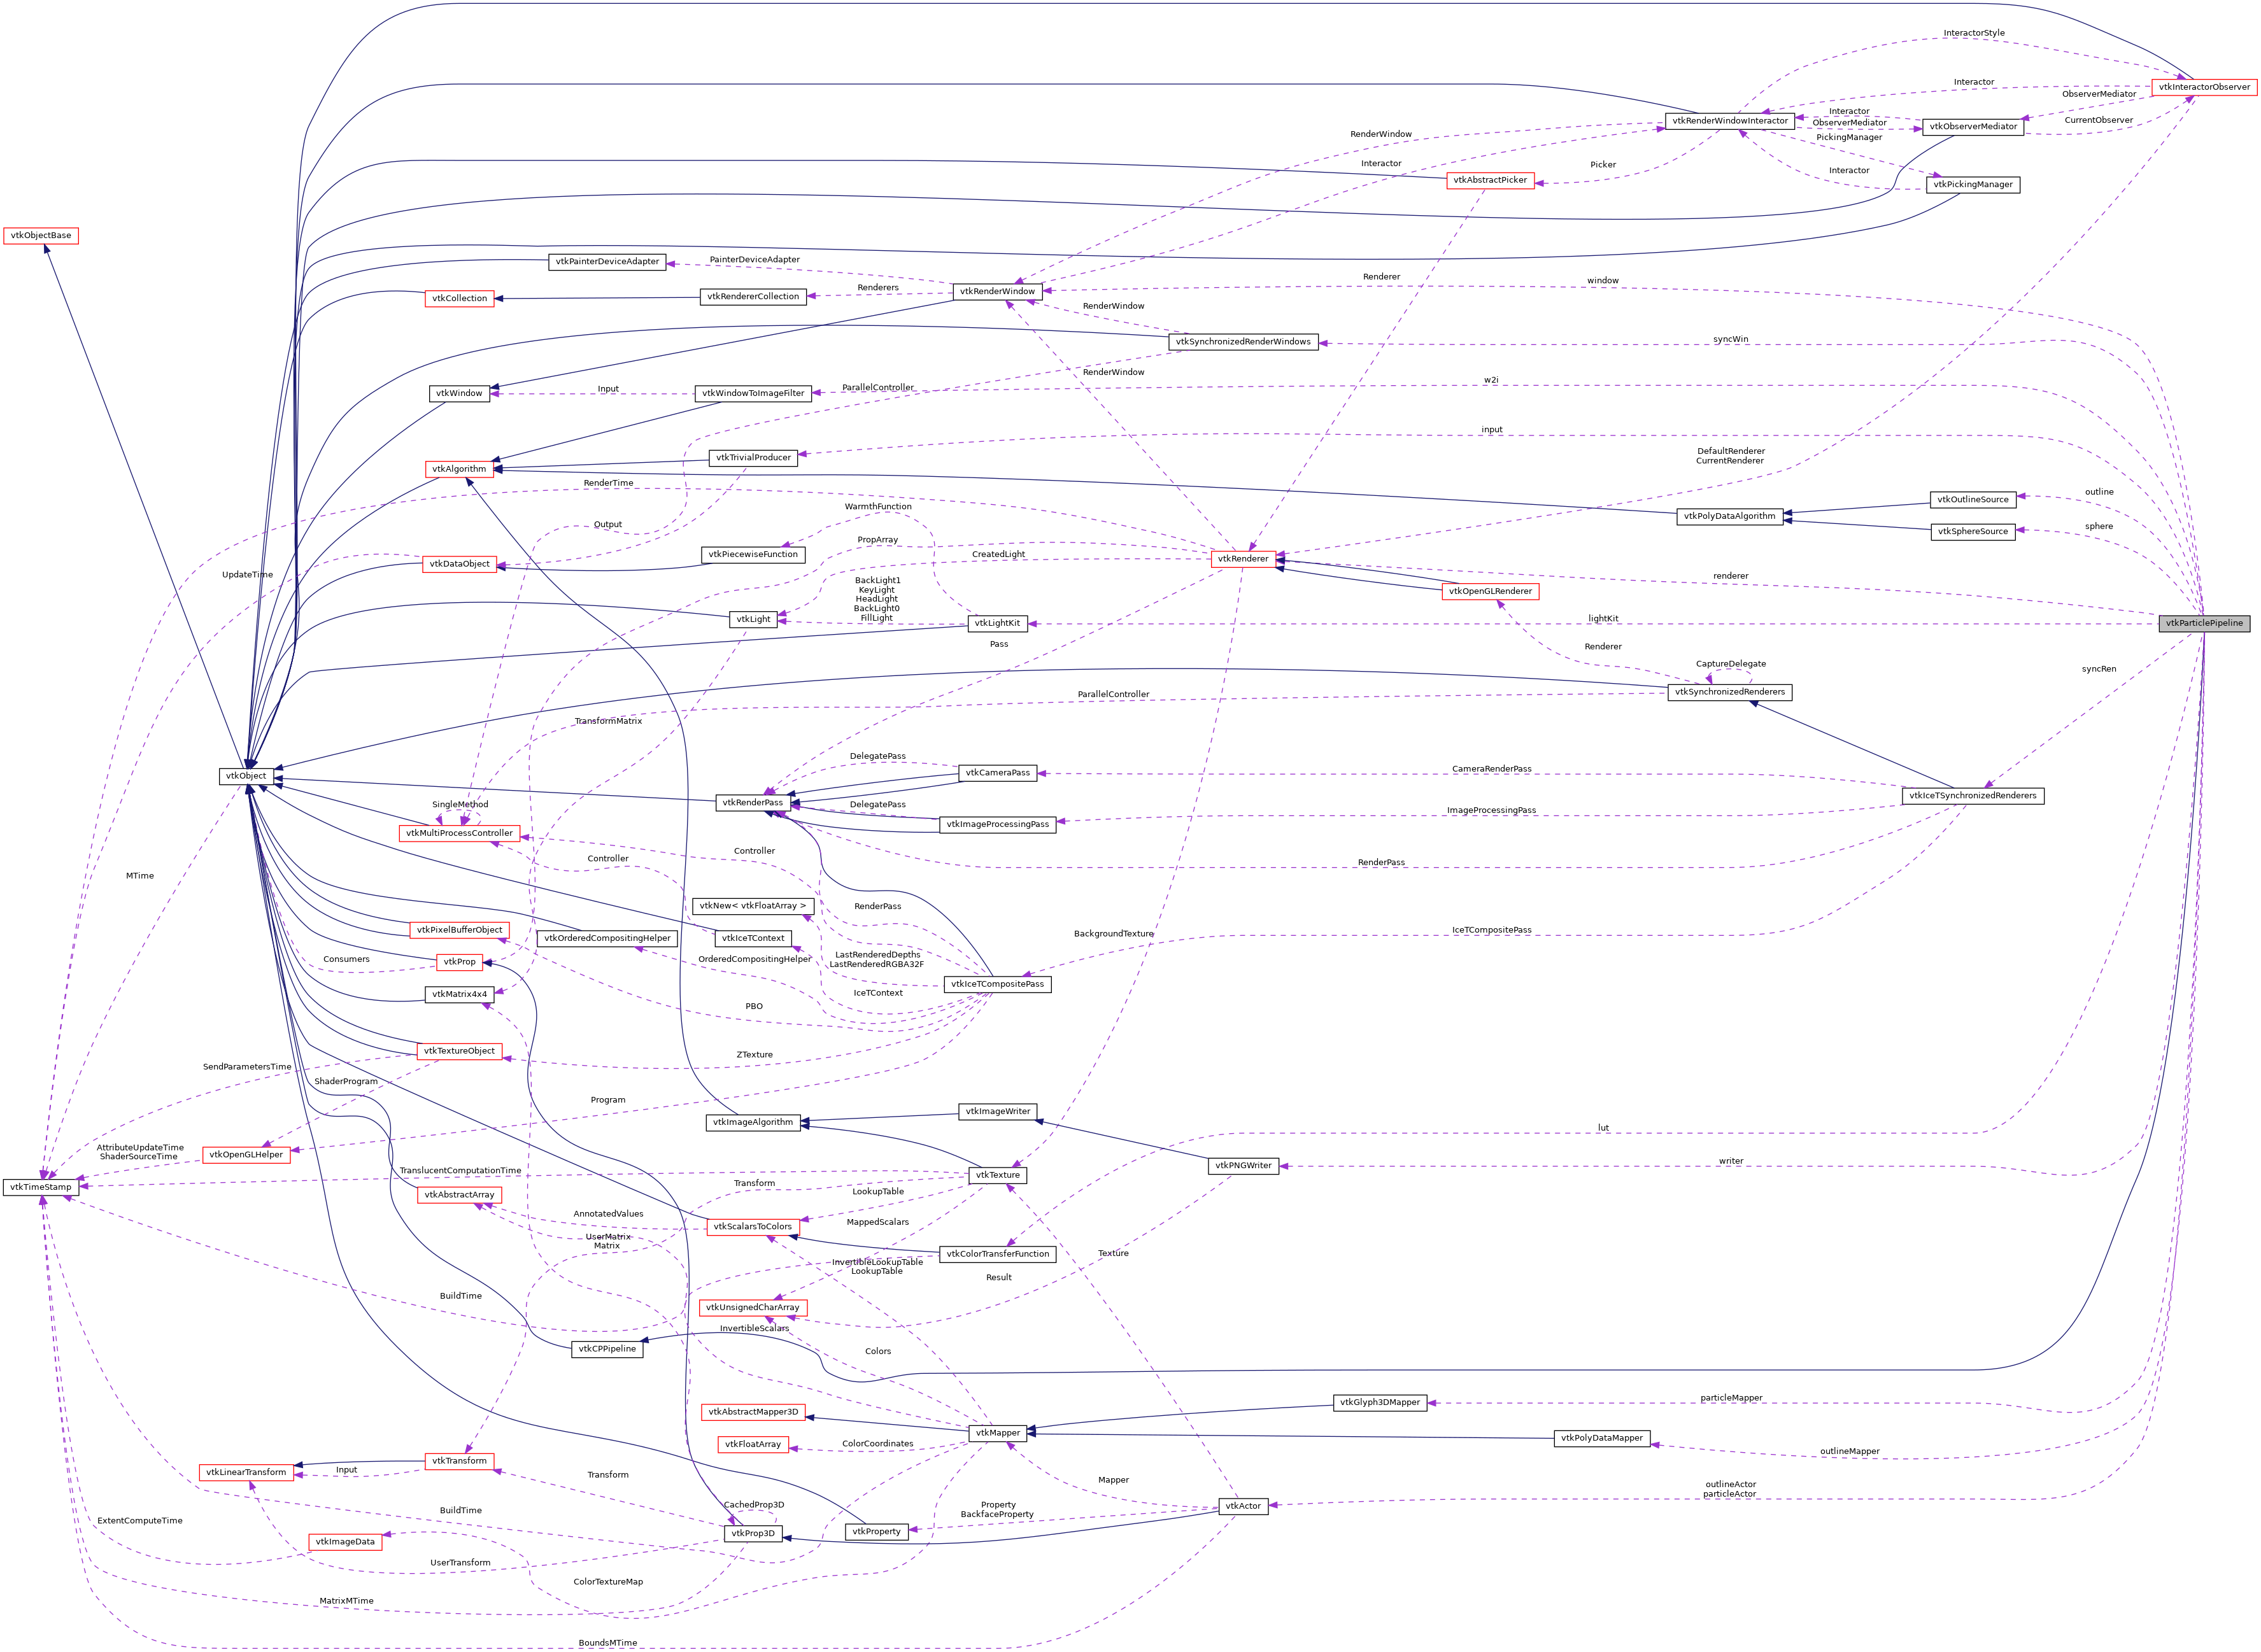 InteractorStyle
Interactor
vtkInteractorObserver
ObserverMediator
Interactor
vtkRenderWindowInteractor
ObserverMediator
CurrentObserver
vtkObserverMediator
RenderWindow
PickingManager
Interactor
Picker
Interactor
vtkAbstractPicker
vtkPickingManager
vtkObjectBase
vtkPainterDeviceAdapter
PainterDeviceAdapter
Renderer
window
Renderers
vtkRenderWindow
vtkCollection
vtkRendererCollection
RenderWindow
syncWin
vtkSynchronizedRenderWindows
RenderWindow
w2i
ParallelController
Input
vtkWindow
vtkWindowToImageFilter
input
DefaultRenderer
CurrentRenderer
vtkTrivialProducer
vtkAlgorithm
RenderTime
outline
vtkOutlineSource
WarmthFunction
vtkPolyDataAlgorithm
Output
sphere
vtkSphereSource
PropArray
CreatedLight
vtkPiecewiseFunction
vtkRenderer
vtkDataObject
UpdateTime
renderer
BackLight1
KeyLight
HeadLight
BackLight0
FillLight
vtkOpenGLRenderer
vtkLight
vtkLightKit
lightKit
vtkParticlePipeline
Pass
Renderer
CaptureDelegate
syncRen
vtkSynchronizedRenderers
ParallelController
TransformMatrix
DelegatePass
CameraRenderPass
vtkCameraPass
vtkObject
vtkRenderPass
DelegatePass
SingleMethod
vtkIceTSynchronizedRenderers
ImageProcessingPass
vtkImageProcessingPass
vtkMultiProcessController
Controller
Controller
RenderPass
MTime
vtkNew< vtkFloatArray >
RenderPass
vtkPixelBufferObject
BackgroundTexture
IceTCompositePass
vtkOrderedCompositingHelper
vtkIceTContext
LastRenderedDepths
LastRenderedRGBA32F
OrderedCompositingHelper
Consumers
vtkProp
vtkIceTCompositePass
IceTContext
vtkMatrix4x4
PBO
vtkTextureObject
ZTexture
SendParametersTime
ShaderProgram
Program
vtkImageWriter
vtkImageAlgorithm
lut
AttributeUpdateTime
ShaderSourceTime
vtkOpenGLHelper
writer
vtkPNGWriter
TranslucentComputationTime
vtkTexture
Transform
vtkTimeStamp
LookupTable
vtkAbstractArray
AnnotatedValues
MappedScalars
vtkScalarsToColors
UserMatrix
Matrix
Texture
vtkColorTransferFunction
InvertibleLookupTable
LookupTable
Result
BuildTime
vtkUnsignedCharArray
InvertibleScalars
vtkCPPipeline
Colors
particleMapper
vtkGlyph3DMapper
vtkAbstractMapper3D
vtkMapper
vtkPolyDataMapper
ColorCoordinates
vtkFloatArray
outlineMapper
vtkTransform
Input
vtkLinearTransform
Transform
Mapper
outlineActor
particleActor
BuildTime
CachedProp3D
Property
BackfaceProperty
vtkActor
ExtentComputeTime
vtkProp3D
vtkProperty
vtkImageData
UserTransform
ColorTextureMap
MatrixMTime
BoundsMTime